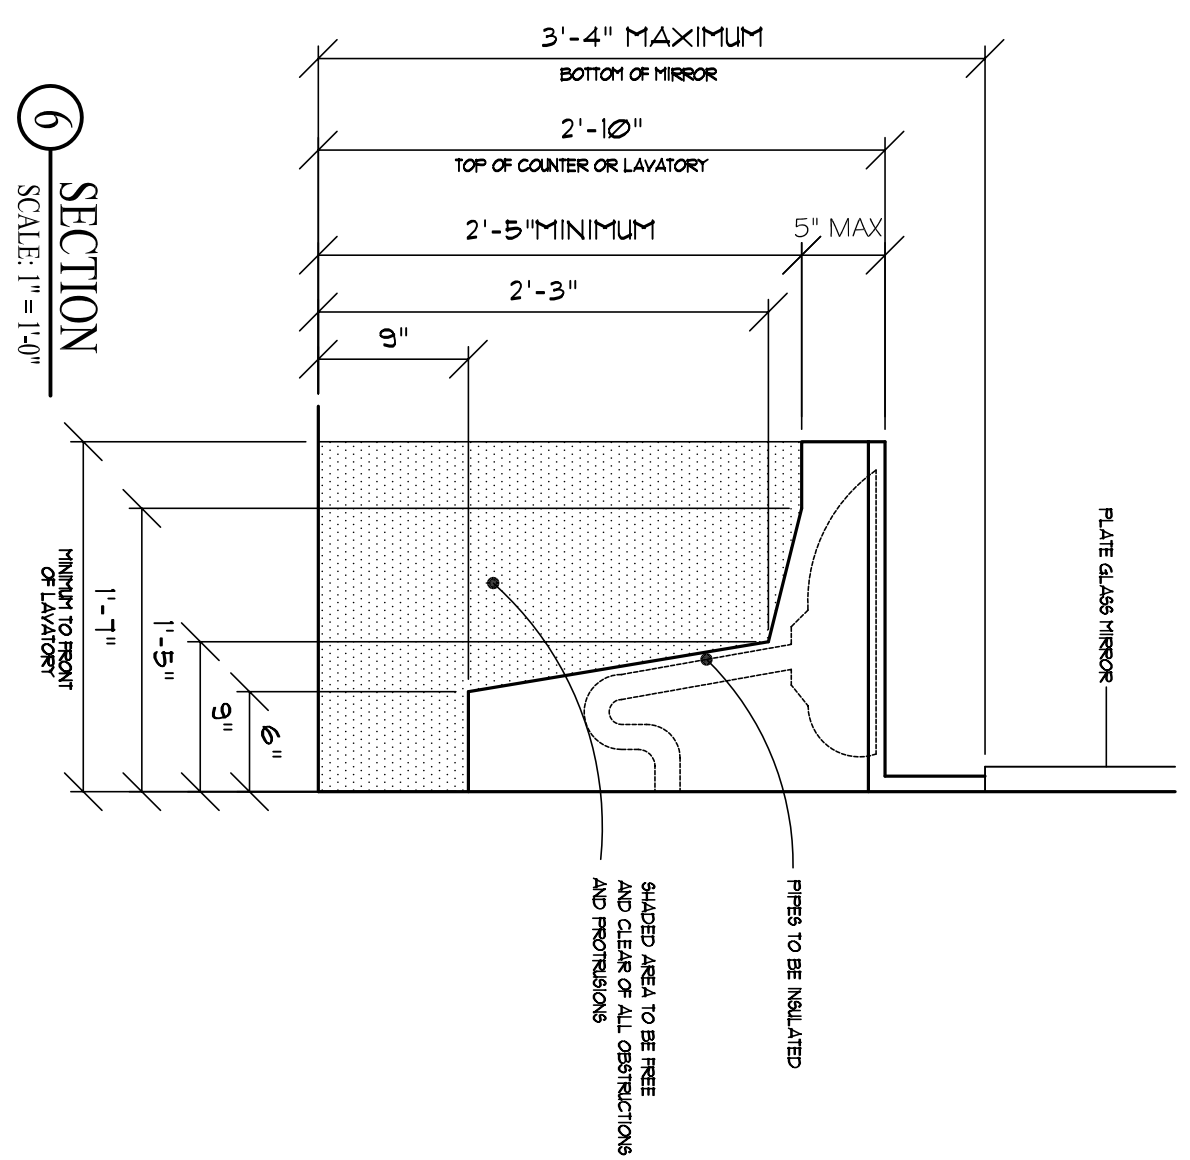 3'-4" MAXIMUM
BOTTOM OF MIRROR
2'-10"
TOP OF COUNTER OR LAVATORY
2'-5"MINIMUM
5" MAX
2'-3"
9"
PLATE GLASS MIRROR
PIPES TO BE INSULATED
SHADED AREA TO BE FREE
AND CLEAR OF ALL OBSTRUCTIONS
AND PROTRUSIONS
6"
9"
1'-5"
1'-7"
MINIMUM TO FRONT
OF LAVATORY
6
SECTION
SCALE: 1" = 1'-0"